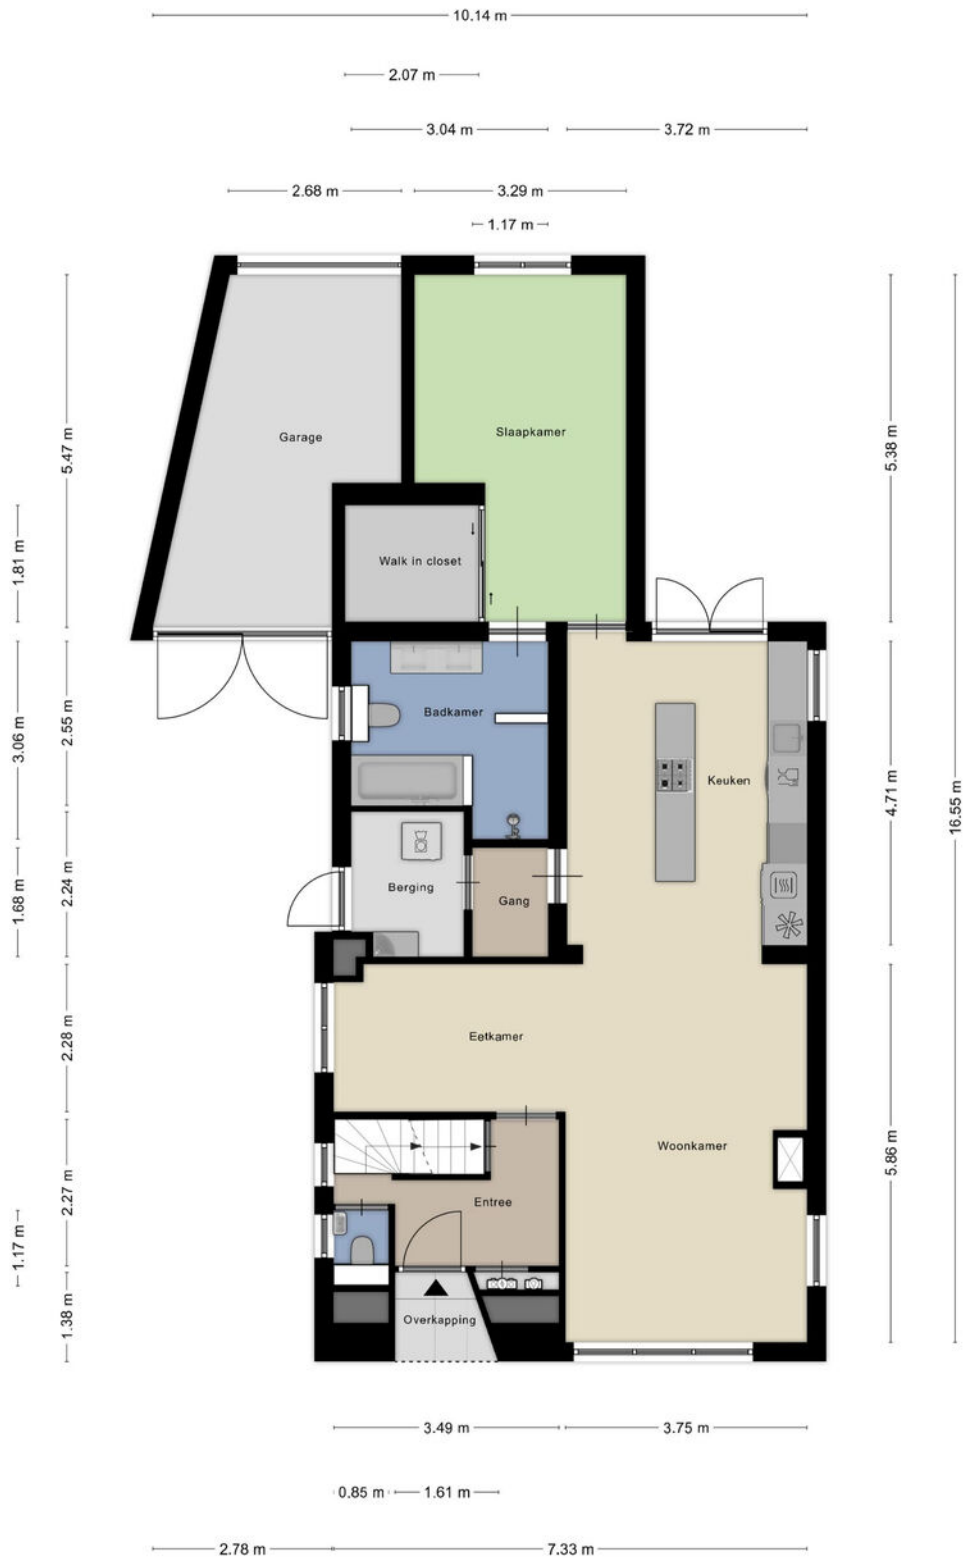 10.14 m
2.07 m
3.04 m
3.72 m
2.68 m
3.29 m
1.17 m
5.47 m
5.38 m
Garage
Slaapkamer
1.81 m
Walk in closet
3.06 m
2.55 m
Badkamer
Keuken
4.71 m
16.55 m
1.68 m
2.24 m
Berging
Gang
2.28 m
Eetkamer
Woonkamer
5.86 m
2.27 m
Entree
1.17 m
1.38 m
Overkapping
3.49 m
3.75 m
0.85 m
1.61 m
2.78 m
7.33 m